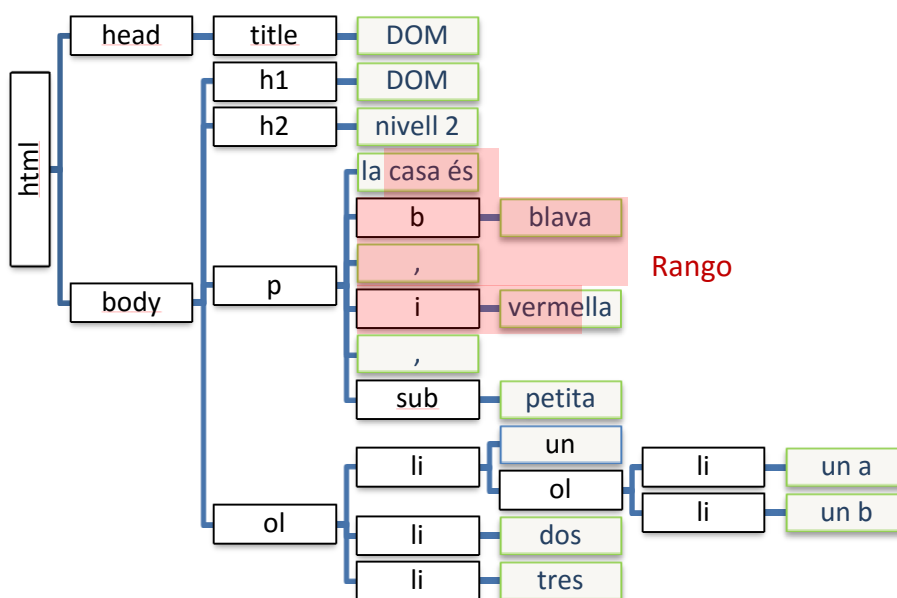 html
head
title
DOM
body
h1
DOM
h2
nivell 2
p
la casa és
b
blava
,
i
vermella
,
sub
petita
ol
li
un
ol
li
un a
li
un b
li
dos
li
tres
Rango